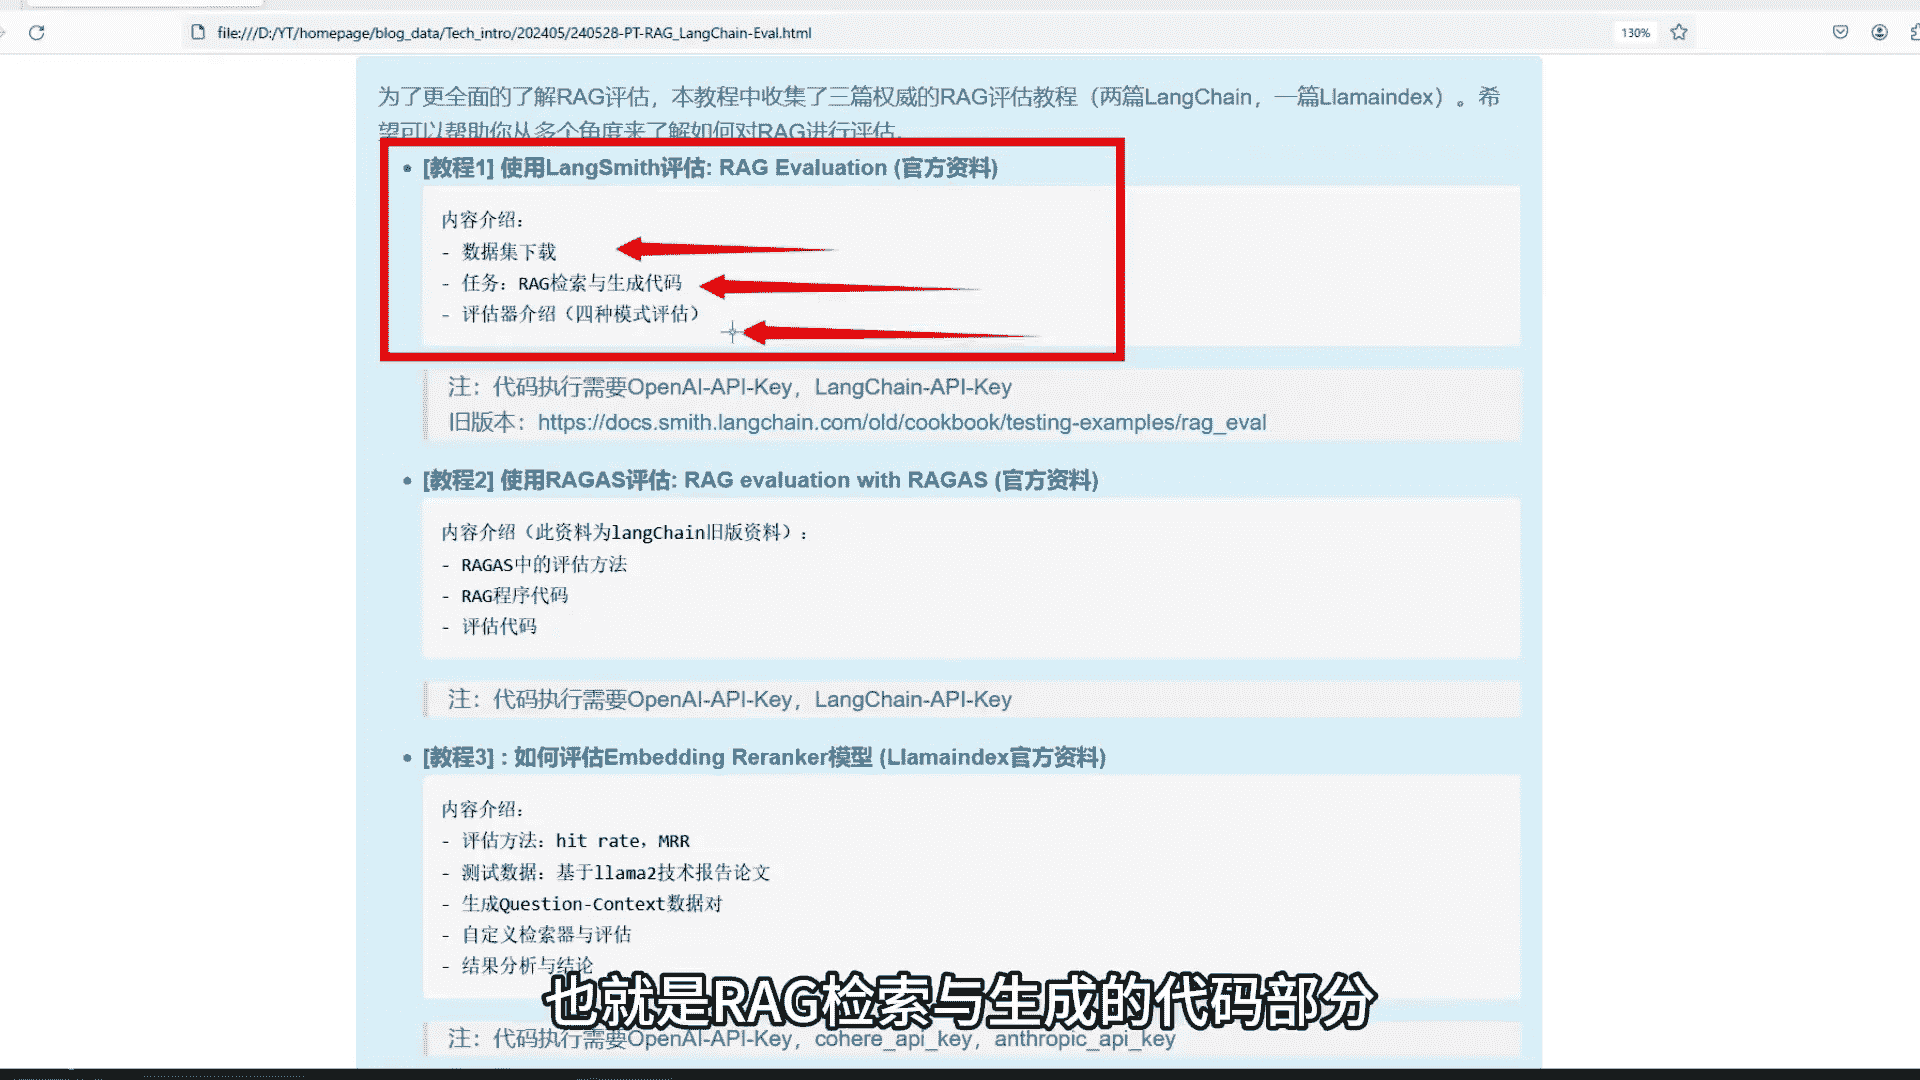 file:///D:/YT/homepage/blog_data/Tech_intro/202405/240528-PT-RAG_LangChain-Eval.html
130%
为了更全面的了解RAG评估，本教程中收集了三篇权威的RAG评估教程（两篇LangChain，一篇Llamaindex）。希
望可以帮助你从多个角度来了解如何对RAG进行评估。
• [教程1] 使用LangSmith评估: RAG Evaluation (官方资料)
内容介绍：
- 数据集下载
- 任务：RAG检索与生成代码
- 评估器介绍（四种模式评估）
注：代码执行需要OpenAI-API-Key，LangChain-API-Key
旧版本：https://docs.smith.langchain.com/old/cookbook/testing-examples/rag_eval
• [教程2] 使用RAGAS评估: RAG evaluation with RAGAS (官方资料)
内容介绍（此资料为langChain旧版资料）：
- RAGAS中的评估方法
- RAG程序代码
- 评估代码
注：代码执行需要OpenAI-API-Key，LangChain-API-Key
• [教程3] : 如何评估Embedding Reranker模型 (Llamaindex官方资料)
内容介绍：
- 评估方法：hit rate，MRR
- 测试数据：基于llama2技术报告论文
- 生成Question-Context数据对
- 自定义检索器与评估
- 结果分析与结论
也就是RAG检索与生成的代码部分
注：代码执行需要OpenAI-API-Key，cohere_api_key，anthropic_api_key